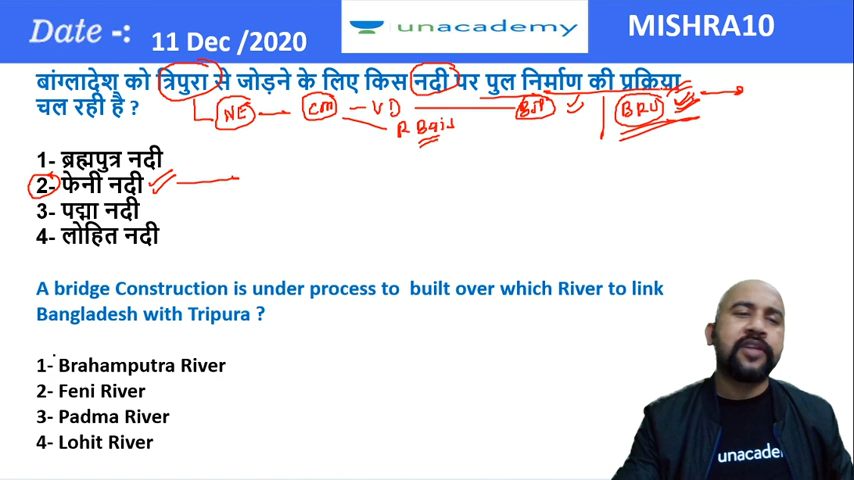 Date -: 11 Dec /2020 unacademy MISHRA10
बांग्लादेश को त्रिपुरा से जोड़ने के लिए किस नदी पर पुल निर्माण की प्रक्रिया
चल रही है ?
NE CM - VD BJP BRU
R Bais
1- ब्रह्मपुत्र नदी
2- फेनी नदी
3- पद्मा नदी
4- लोहित नदी
A bridge Construction is under process to built over which River to link
Bangladesh with Tripura ?
1- Brahamputra River
2- Feni River
3- Padma River
4- Lohit River
unacade